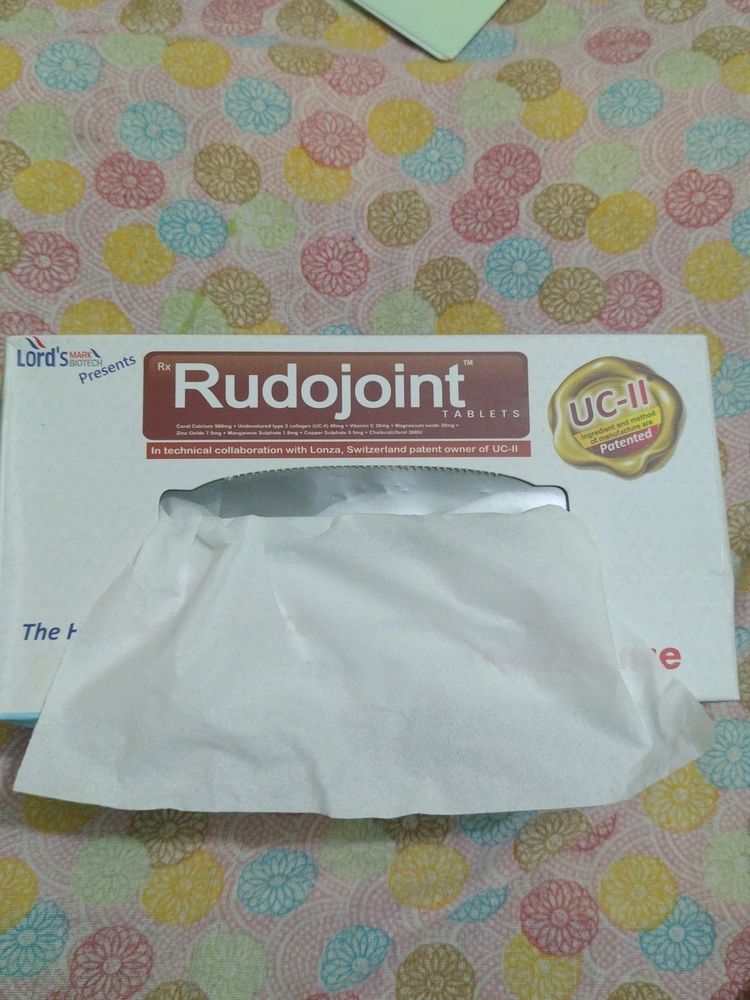 Lord's MARK BIOTECH
Presents
Rx Rudojoint™
TABLETS
Coral Calcium 500mg + Undenatured type 2 collagen (UC-II) 40mg + Vitamin C 30mg + Magnesium oxide 30mg +
Zinc Oxide 7.5mg + Manganese Sulphate 1.8mg + Copper Sulphate 0.5mg + Cholecalciferol 200IU
In technical collaboration with Lonza, Switzerland patent owner of UC-II
UC-II
Ingredient and method
of manufacture are
Patented
The